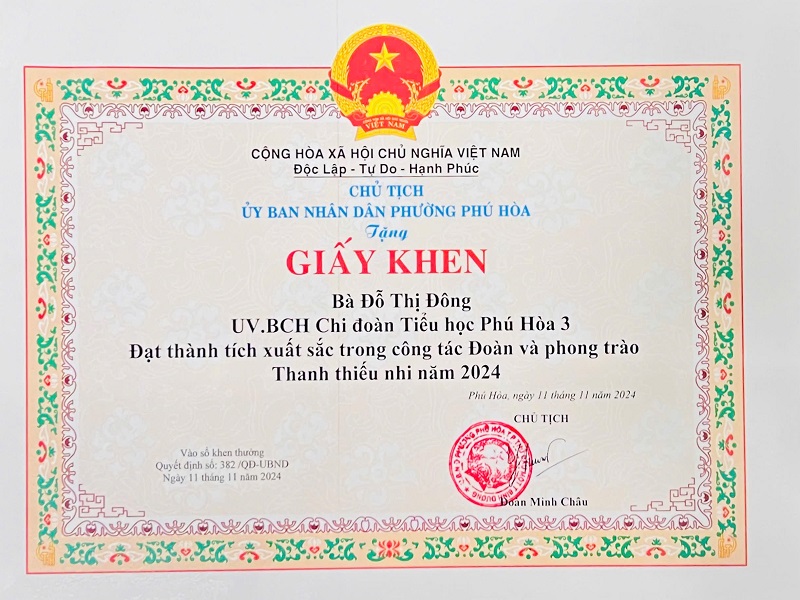 VIỆT NAM
CỘNG HÒA XÃ HỘI CHỦ NGHĨA VIỆT NAM
Độc Lập - Tự Do - Hạnh Phúc
CHỦ TỊCH
ỦY BAN NHÂN DÂN PHƯỜNG PHÚ HÒA
Tặng
GIẤY KHEN
Bà Đỗ Thị Đông
UV.BCH Chi đoàn Tiểu học Phú Hòa 3
Đạt thành tích xuất sắc trong công tác Đoàn và phong trào
Thanh thiếu nhi năm 2024
Phú Hòa, ngày 11 tháng 11 năm 2024
CHỦ TỊCH
Vào sổ khen thưởng
Quyết định số: 382 /QĐ-UBND
Ngày 11 tháng 11 năm 2024
Đoàn Minh Châu